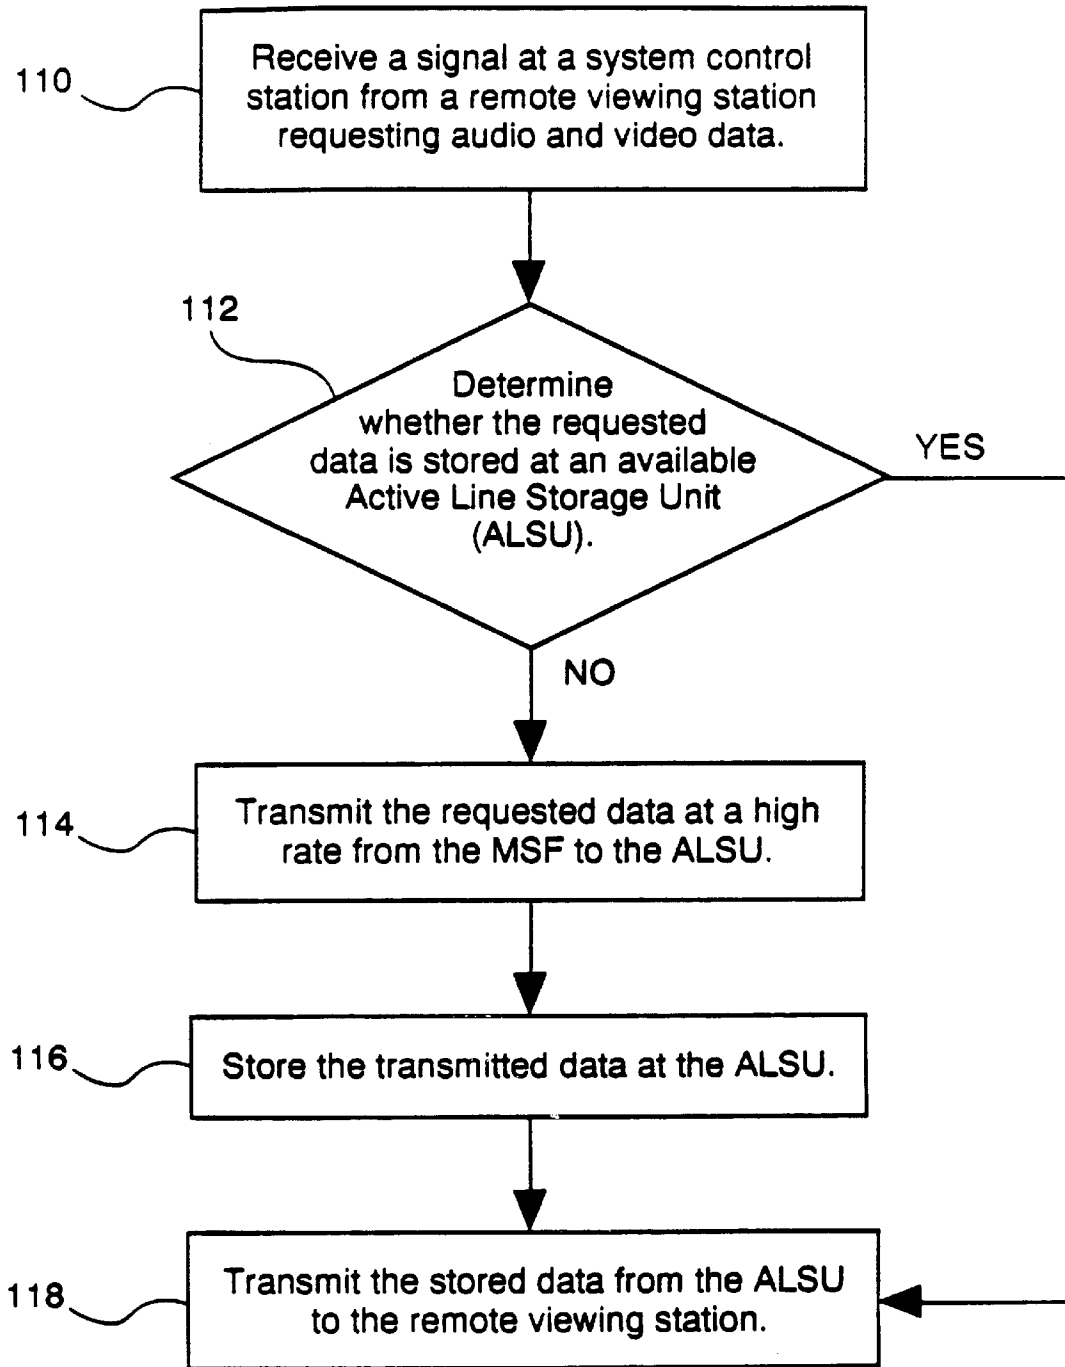 110
Receive a signal at a system control
station from a remote viewing station
requesting audio and video data.
112
Determine
whether the requested
data is stored at an available
Active Line Storage Unit
(ALSU).
YES
NO
114
Transmit the requested data at a high
rate from the MSF to the ALSU.
116
Store the transmitted data at the ALSU.
118
Transmit the stored data from the ALSU
to the remote viewing station.